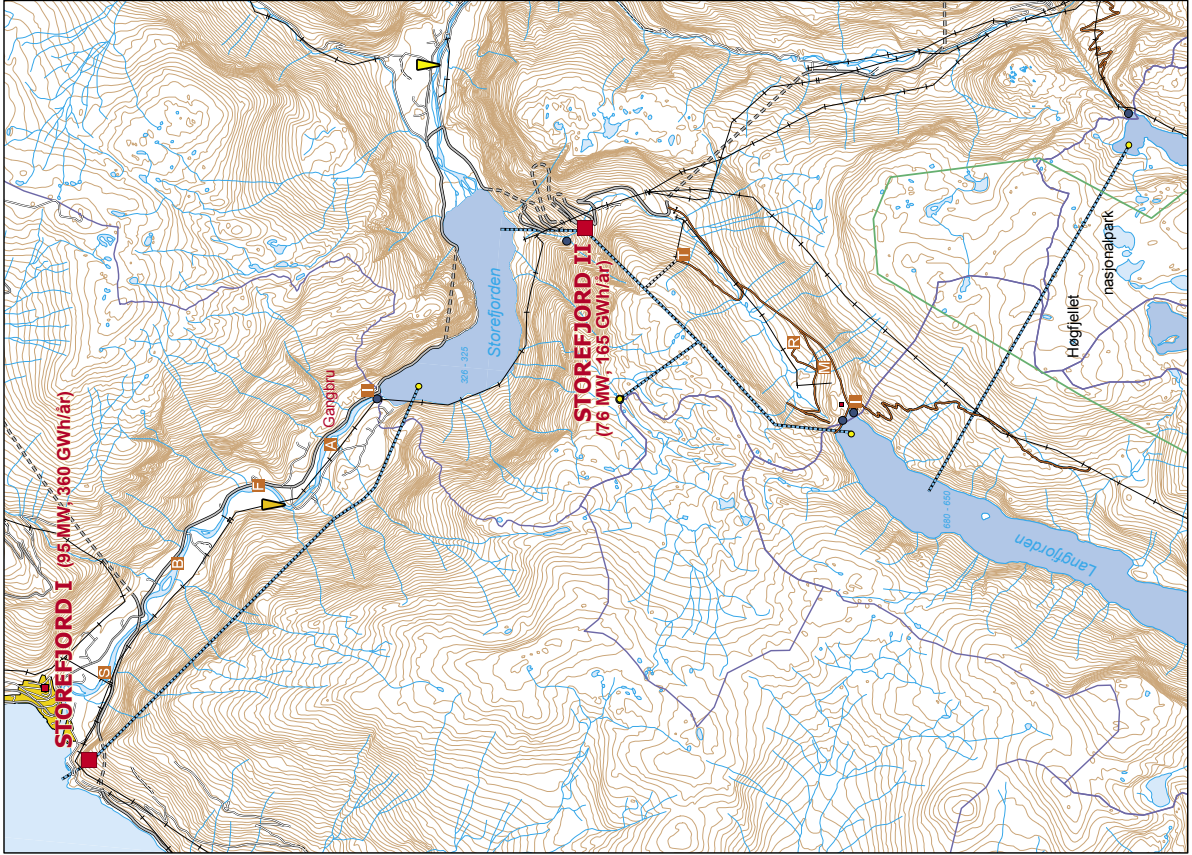 STOREFJORD I (95 MW, 360 GWh/år)
S
B
F
A
Gangbru
I
Storefjorden
326 - 325
STOREFJORD II
(76 MW, 165 GWh/år)
R
M
I
680 - 650
Langfjorden
Høgfjellet
nasjonalpark